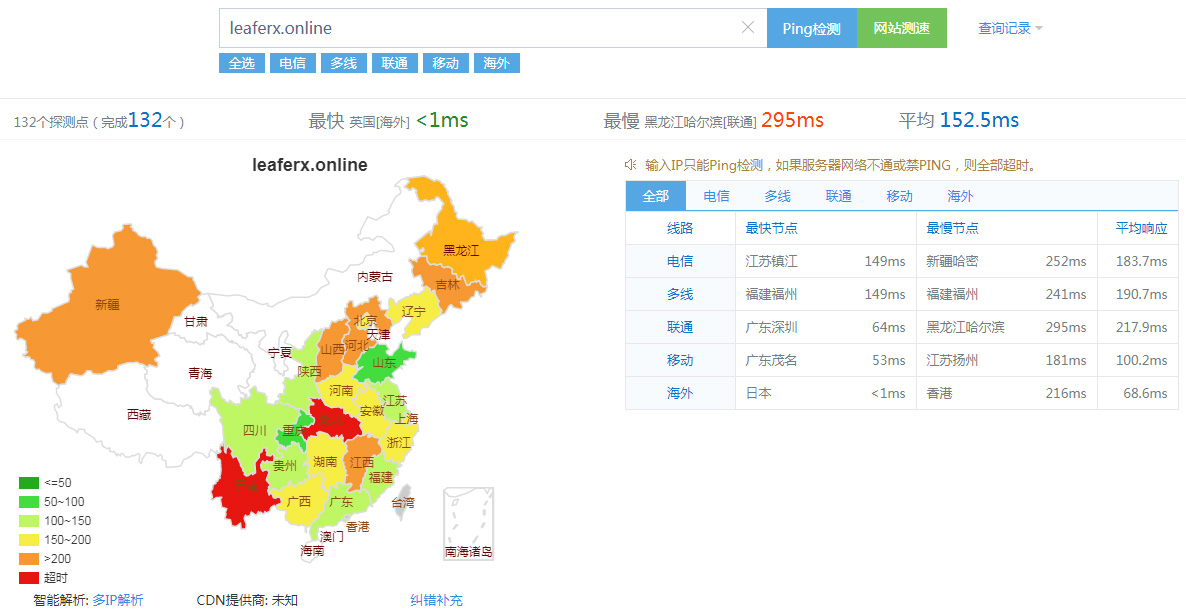 leaferx.online
Ping检测
网站测速
查询记录
全选 电信 多线 联通 移动 海外
132个探测点（完成132个）
最快 英国[海外] <1ms
最慢 黑龙江哈尔滨[联通] 295ms
平均 152.5ms
leaferx.online
黑龙江
内蒙古
吉林
新疆
辽宁
北京
甘肃
天津
河北
山西
宁夏
山东
陕西
青海
河南
江苏
西藏
安徽
上海
四川
重庆
浙江
湖南
江西
贵州
福建
广西
广东
台湾
香港
澳门
海南
南海诸岛
<=50
50~100
100~150
150~200
>200
超时
智能解析: 多IP解析
CDN提供商: 未知
纠错补充
输入IP只能Ping检测，如果服务器网络不通或禁PING，则全部超时。
全部 电信 多线 联通 移动 海外
线路 最快节点 最慢节点 平均响应
电信 江苏镇江 149ms 新疆哈密 252ms 183.7ms
多线 福建福州 149ms 福建福州 241ms 190.7ms
联通 广东深圳 64ms 黑龙江哈尔滨 295ms 217.9ms
移动 广东茂名 53ms 江苏扬州 181ms 100.2ms
海外 日本 <1ms 香港 216ms 68.6ms